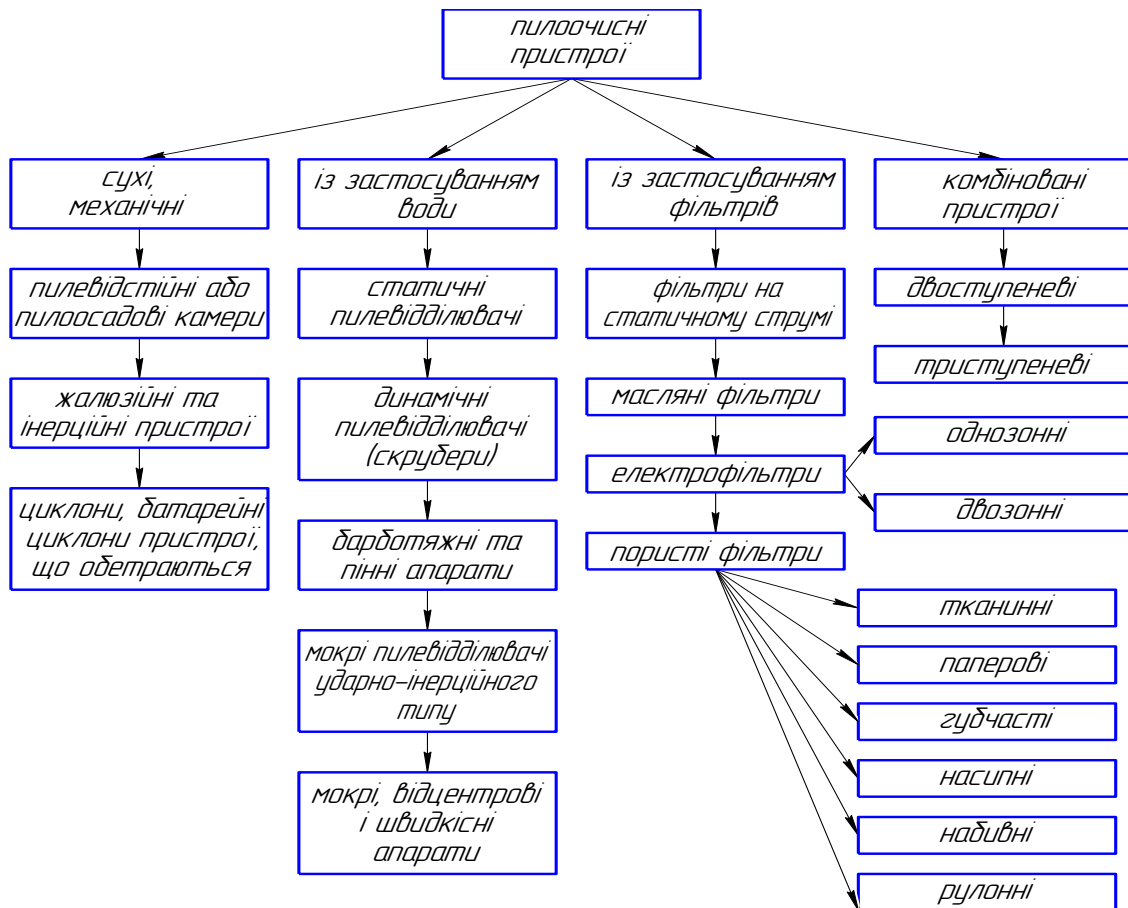 пилоочисні
пристрої
сухі,
механічні
пилевідстійні або
пилоосадові камери
жалюзійні та
інерційні пристрої
циклони, батарейні
циклони пристрої,
що обетраються
із застосуванням
води
статичні
пилевідділювачі
динамічні
пилевідділювачі
(скрубери)
барботяжні та
пінні апарати
мокрі пилевідділювачі
ударно-інерційного
типу
мокрі, відцентрові
і швидкісні
апарати
із застосуванням
фільтрів
фільтри на
статичному струмі
масляні фільтри
електрофільтри
однозонні
двозонні
пористі фільтри
тканинні
паперові
губчасті
насипні
набивні
рулонні
комбіновані
пристрої
двоступеневі
триступеневі